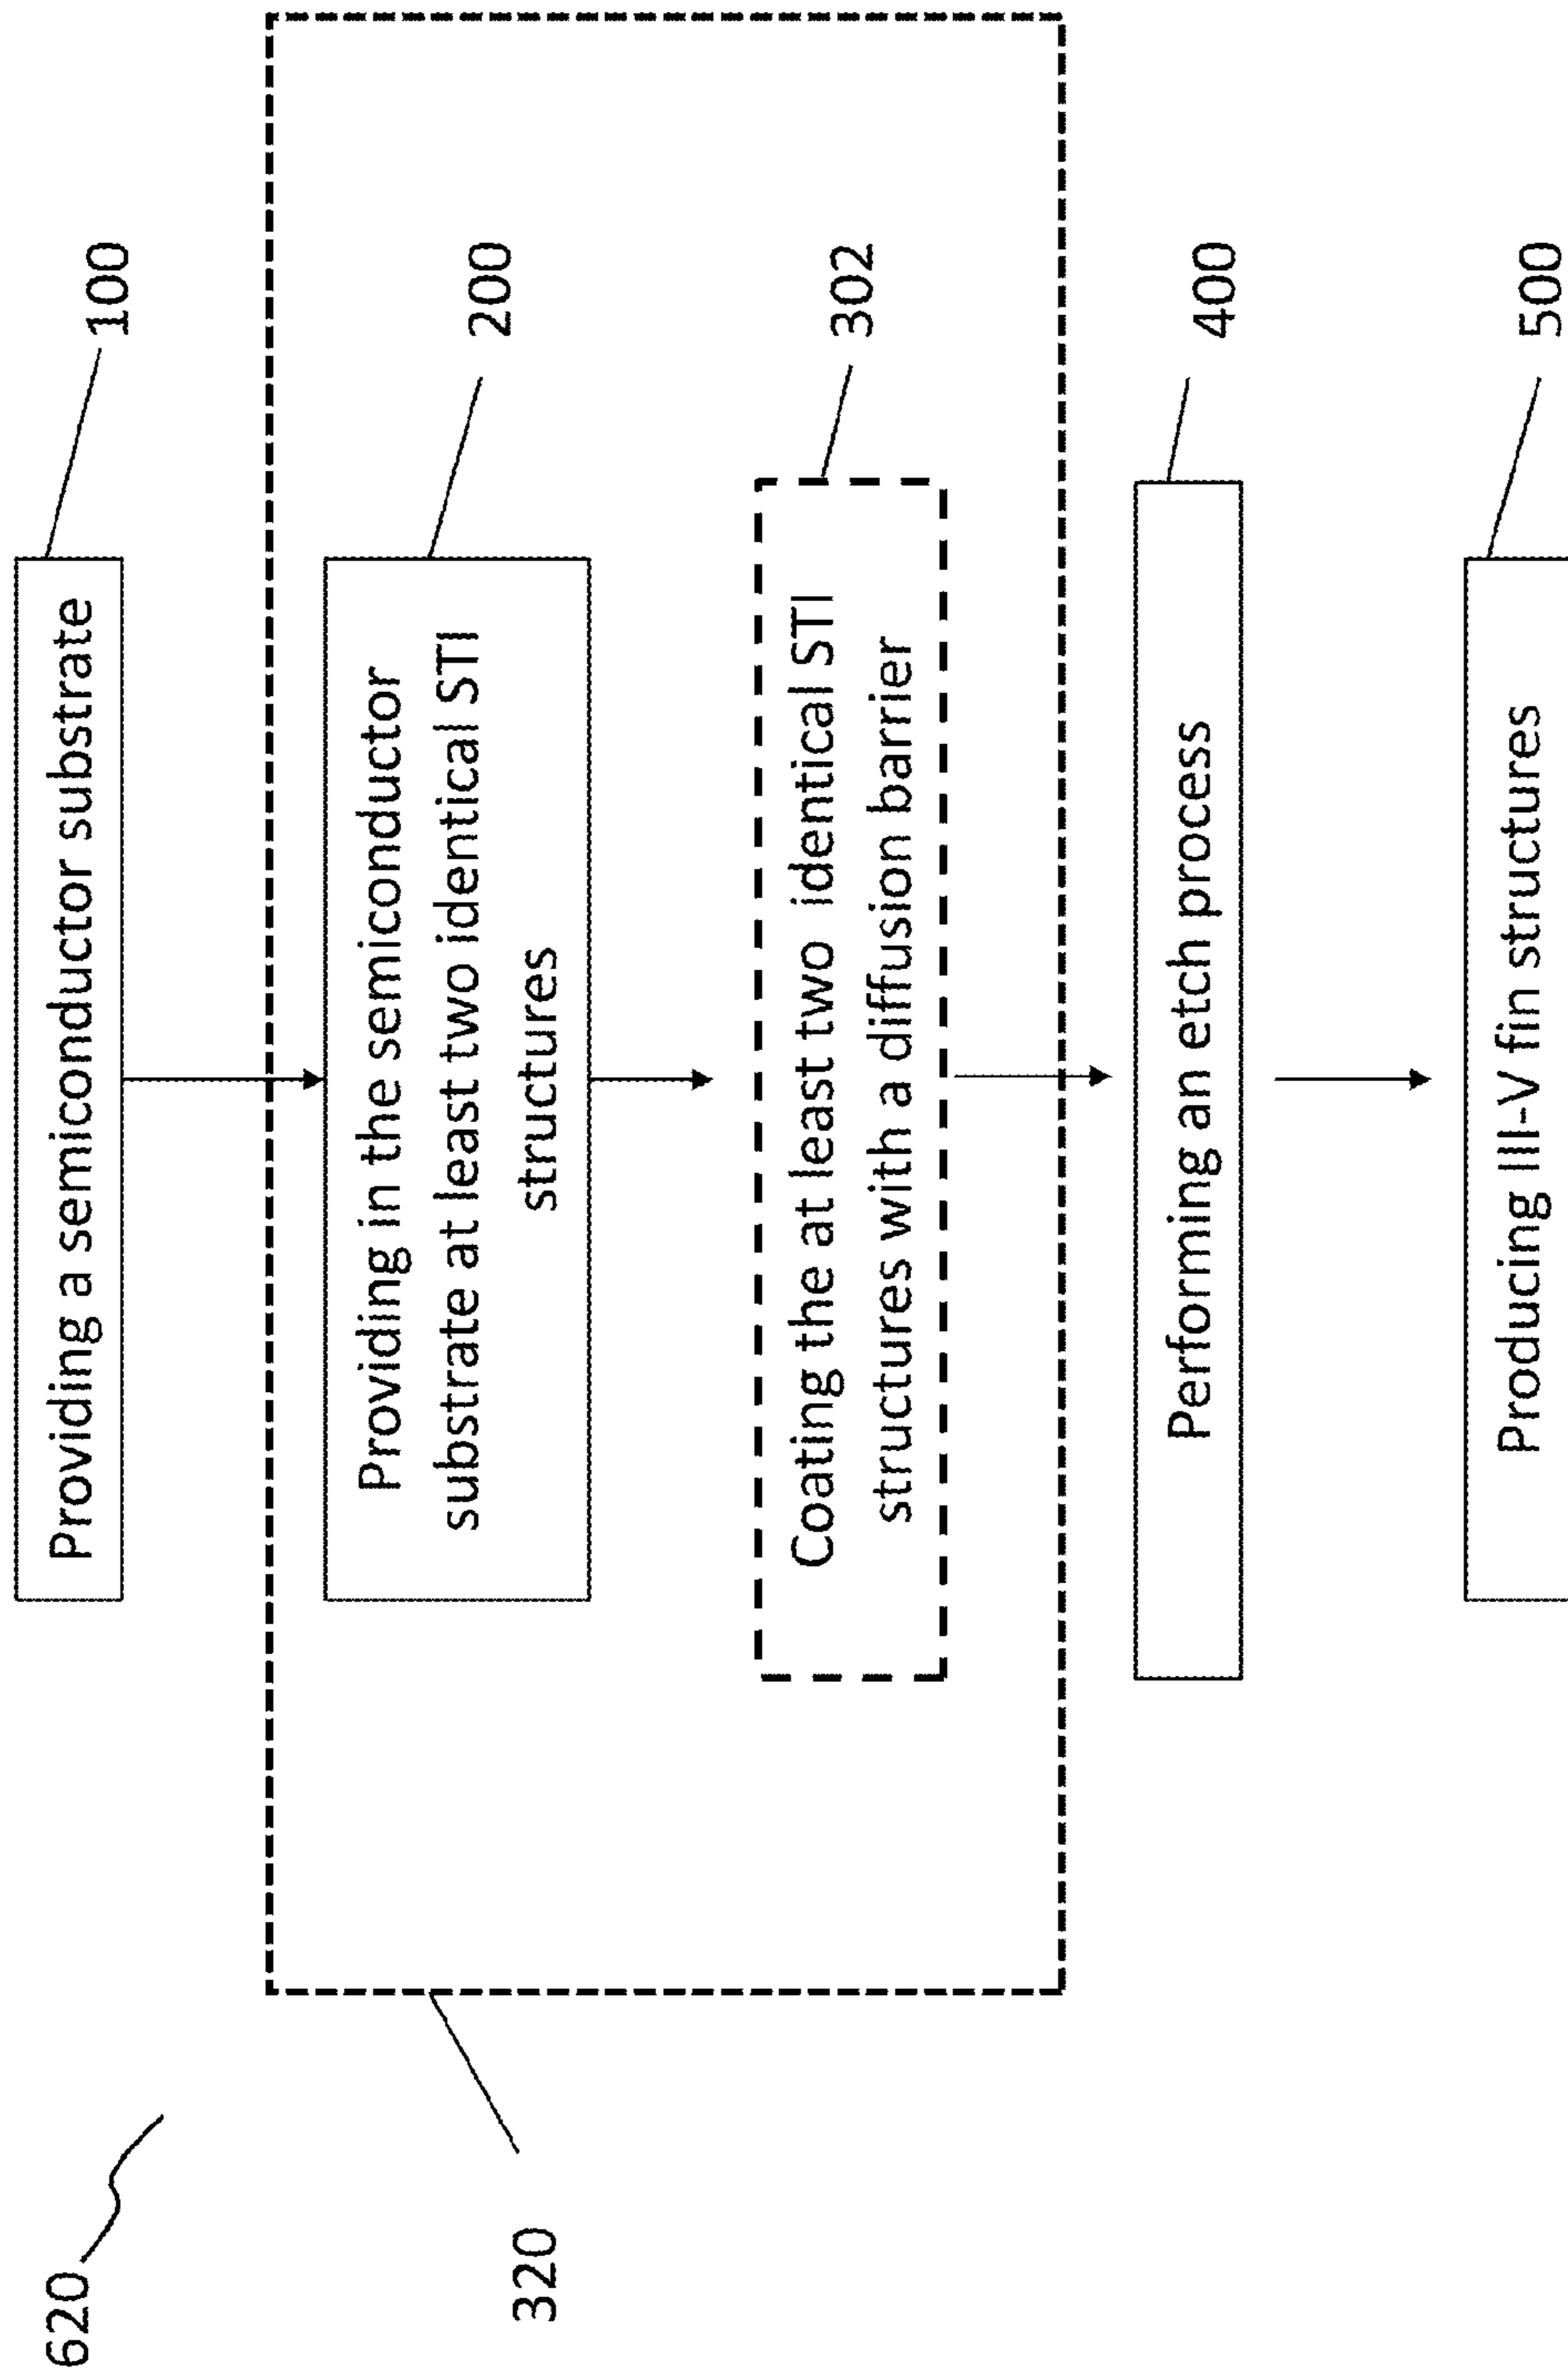 620
Providing a semiconductor substrate
100
320
Providing in the semiconductor
substrate at least two identical STI
structures
200
Coating the at least two identical STI
structures with a diffusion barrier
302
Performing an etch process
400
Producing III-V fin structures
500